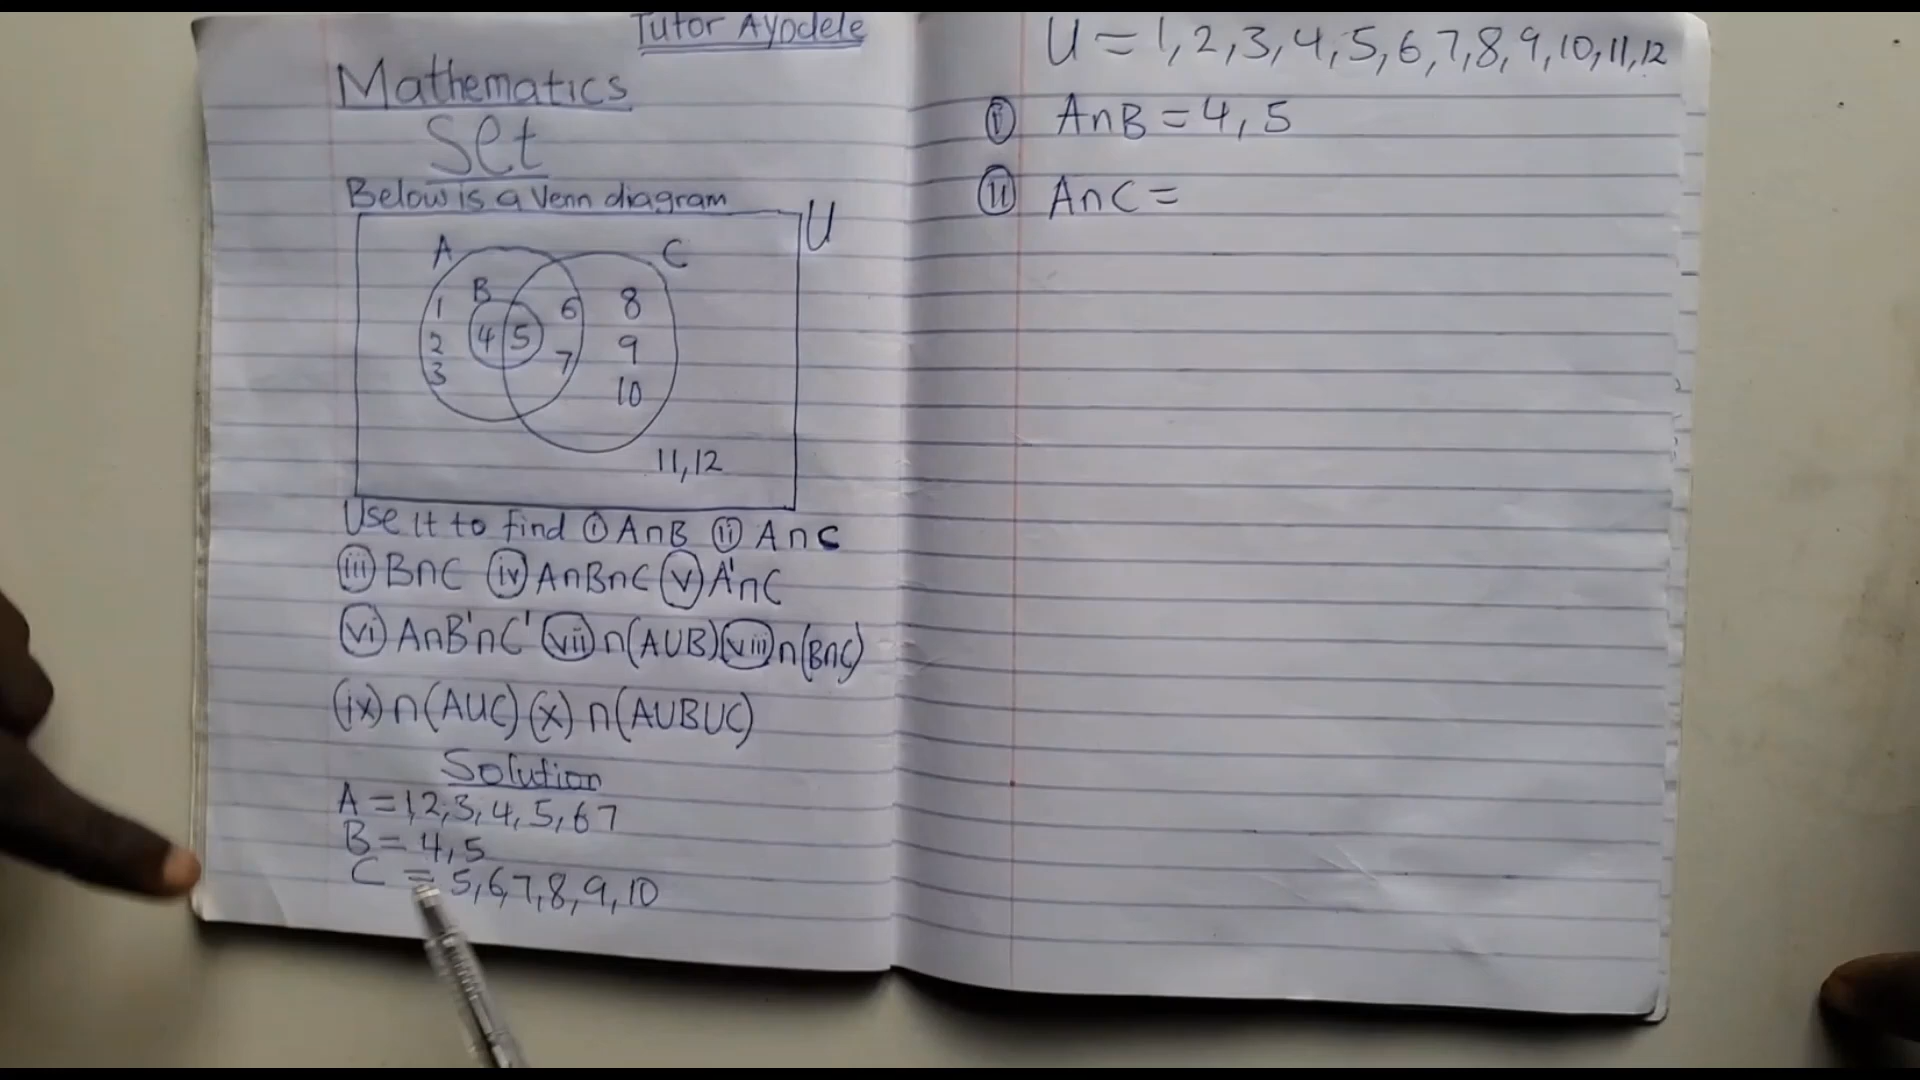 Tutor Ayodele
Mathematics
Set
Below is a Venn diagram
U
A
C
B
1
6
8
4
5
2
9
7
3
10
11,12
Use it to find (i) A∩B (ii) A∩C
(iii) B∩C (iv) A∩B∩C (v) A'∩C
(vi) A∩B'∩C' (vii) n(AUB) (viii) n(B∩C)
(ix) n(AUC) (x) n(AUBUC)
Solution
A = 1,2,3,4,5,6 7
B = 4,5
C = 5,6,7,8,9,10
U = 1,2,3,4,5,6,7,8,9,10,11,12
(i) A∩B = 4,5
(ii) A∩C =